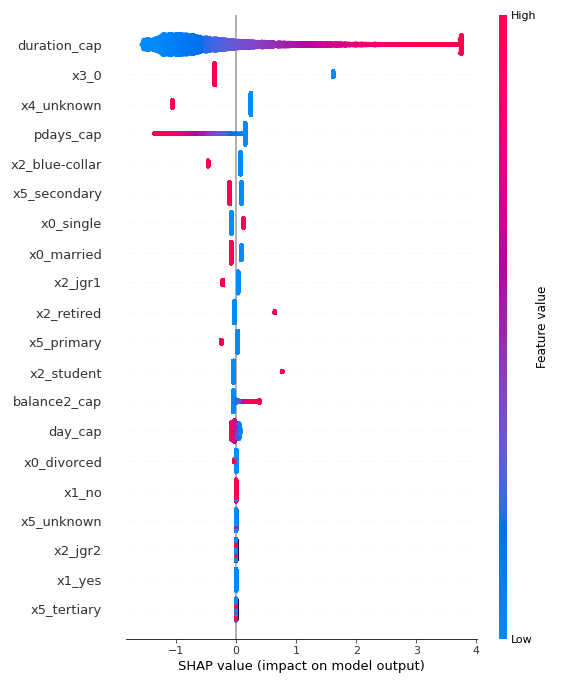 High
duration_cap
x3_0
x4_unknown
pdays_cap
x2_blue-collar
x5_secondary
x0_single
x0_married
x2_jgr1
x2_retired
x5_primary
x2_student
balance2_cap
day_cap
x0_divorced
x1_no
x5_unknown
x2_jgr2
x1_yes
x5_tertiary
Feature value
Low
−1 0 1 2 3 4
SHAP value (impact on model output)